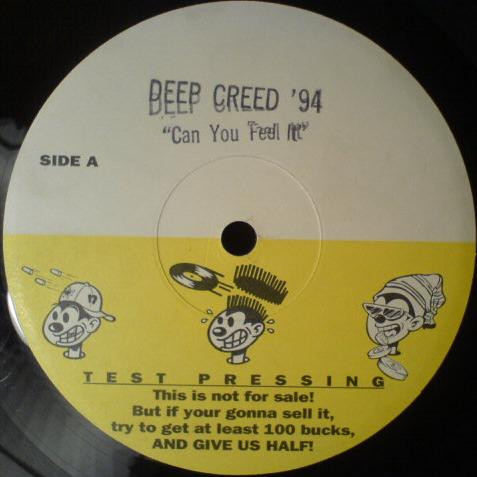 DEEP CREED '94
"Can You Feel It"
SIDE A
TEST PRESSING
This is not for sale!
But if your gonna sell it,
try to get at least 100 bucks,
AND GIVE US HALF!